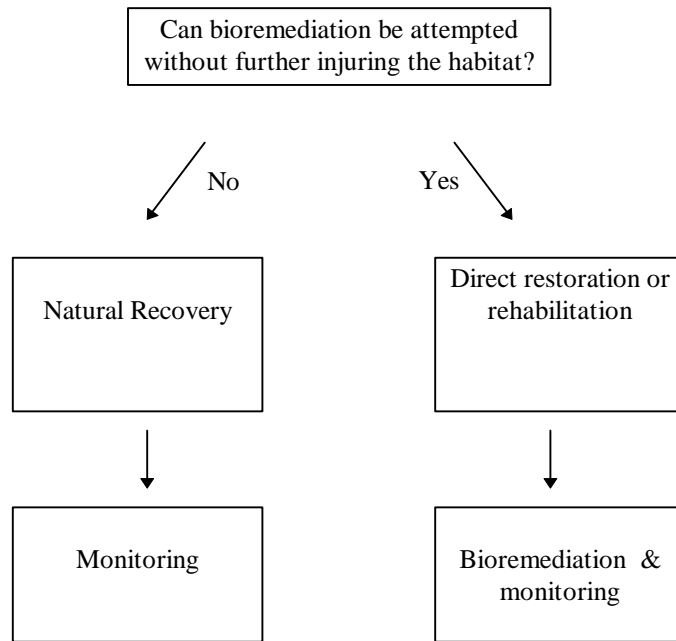 Can bioremediation be attempted
without further injuring the habitat?
No
Yes
Natural Recovery
Direct restoration or
rehabilitation
Monitoring
Bioremediation &
monitoring